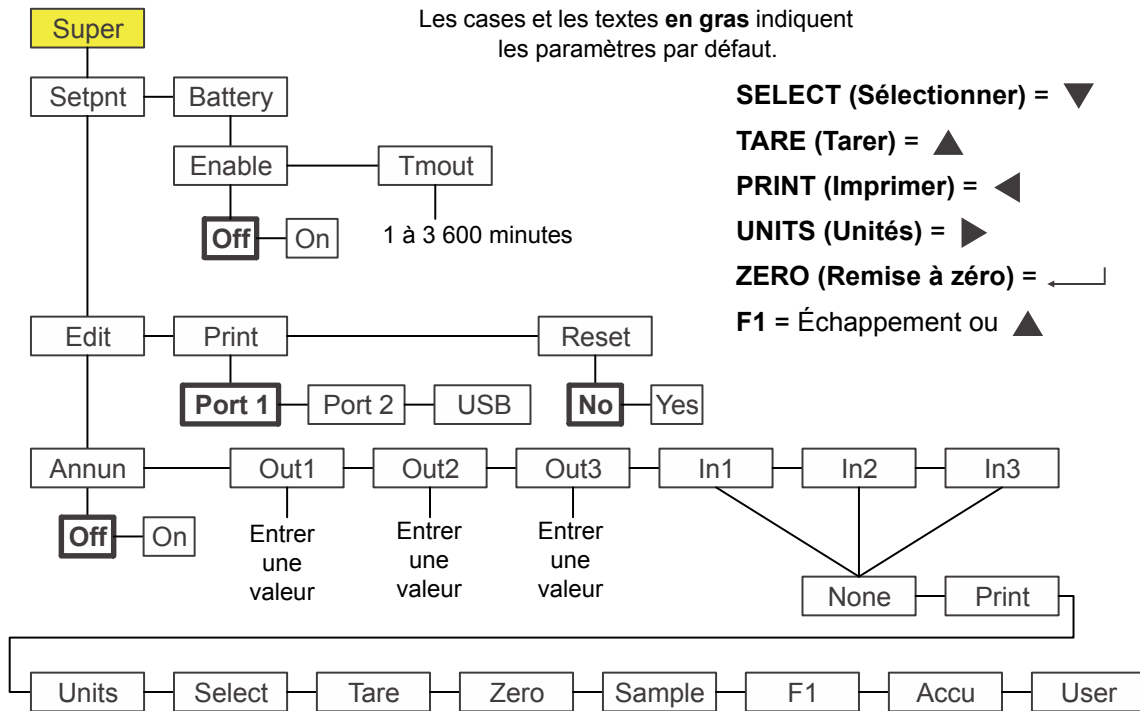 Super
Les cases et les textes en gras indiquent
les paramètres par défaut.
Setpnt
Battery
SELECT (Sélectionner) =
TARE (Tarer) =
Enable
Tmout
PRINT (Imprimer) =
Off
On
1 à 3 600 minutes
UNITS (Unités) =
ZERO (Remise à zéro) =
F1 = Échappement ou
Edit
Print
Reset
Port 1
Port 2
USB
No
Yes
Annun
Out1
Out2
Out3
In1
In2
In3
Off
On
Entrer
une
valeur
Entrer
une
valeur
Entrer
une
valeur
None
Print
Units
Select
Tare
Zero
Sample
F1
Accu
User